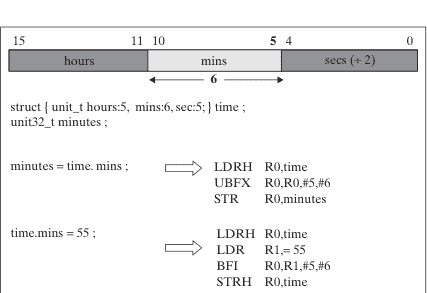 15 11 10 5 4 0
hours mins secs (÷ 2)
6
struct { unit_t hours:5, mins:6, sec:5; } time ;
unit32_t minutes ;
minutes = time. mins ; LDRH R0,time
UBFX R0,R0,#5,#6
STR R0,minutes
time.mins = 55 ; LDRH R0,time
LDR R1,= 55
BFI R0,R1,#5,#6
STRH R0,time